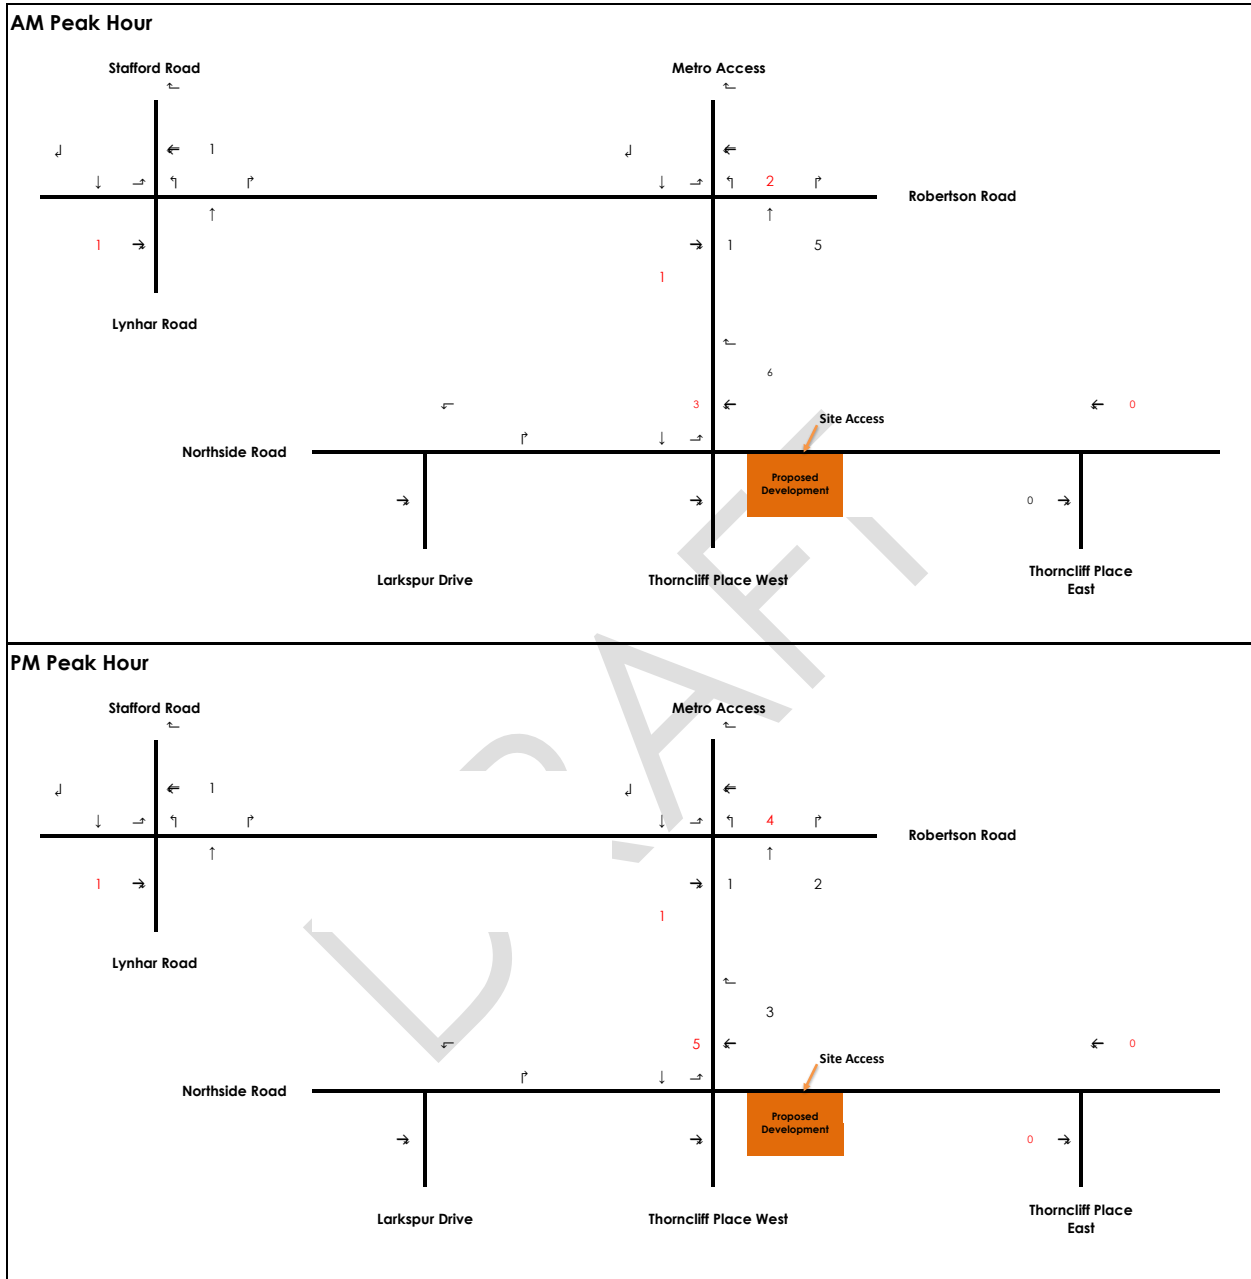 AM Peak Hour
Stafford Road
Metro Access
1
2
Robertson Road
1
1
5
1
Lynhar Road
6
3
0
Site Access
Northside Road
Proposed
Development
0
Larkspur Drive
Thorncliff Place West
Thorncliff Place
East
DRAFT
PM Peak Hour
Stafford Road
Metro Access
1
4
Robertson Road
1
1
2
1
Lynhar Road
3
5
0
Site Access
Northside Road
Proposed
Development
0
Larkspur Drive
Thorncliff Place West
Thorncliff Place
East